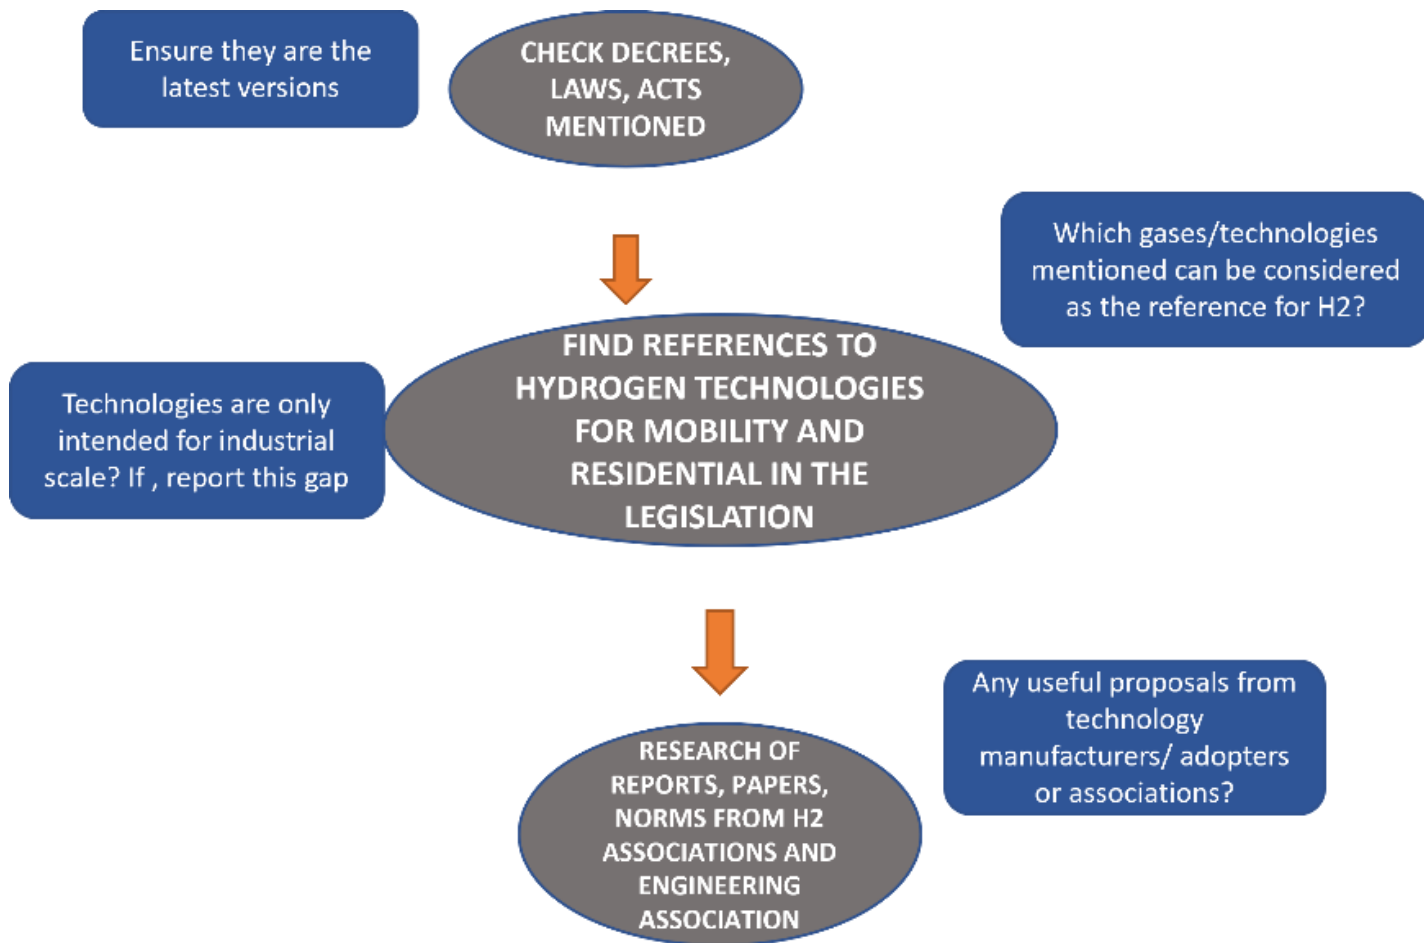 Ensure they are the
latest versions
CHECK DECREES,
LAWS, ACTS
MENTIONED
Which gases/technologies
mentioned can be considered
as the reference for H2?
FIND REFERENCES TO
HYDROGEN TECHNOLOGIES
FOR MOBILITY AND
RESIDENTIAL IN THE
LEGISLATION
Technologies are only
intended for industrial
scale? If , report this gap
Any useful proposals from
technology
manufacturers/ adopters
or associations?
RESEARCH OF
REPORTS, PAPERS,
NORMS FROM H2
ASSOCIATIONS AND
ENGINEERING
ASSOCIATION